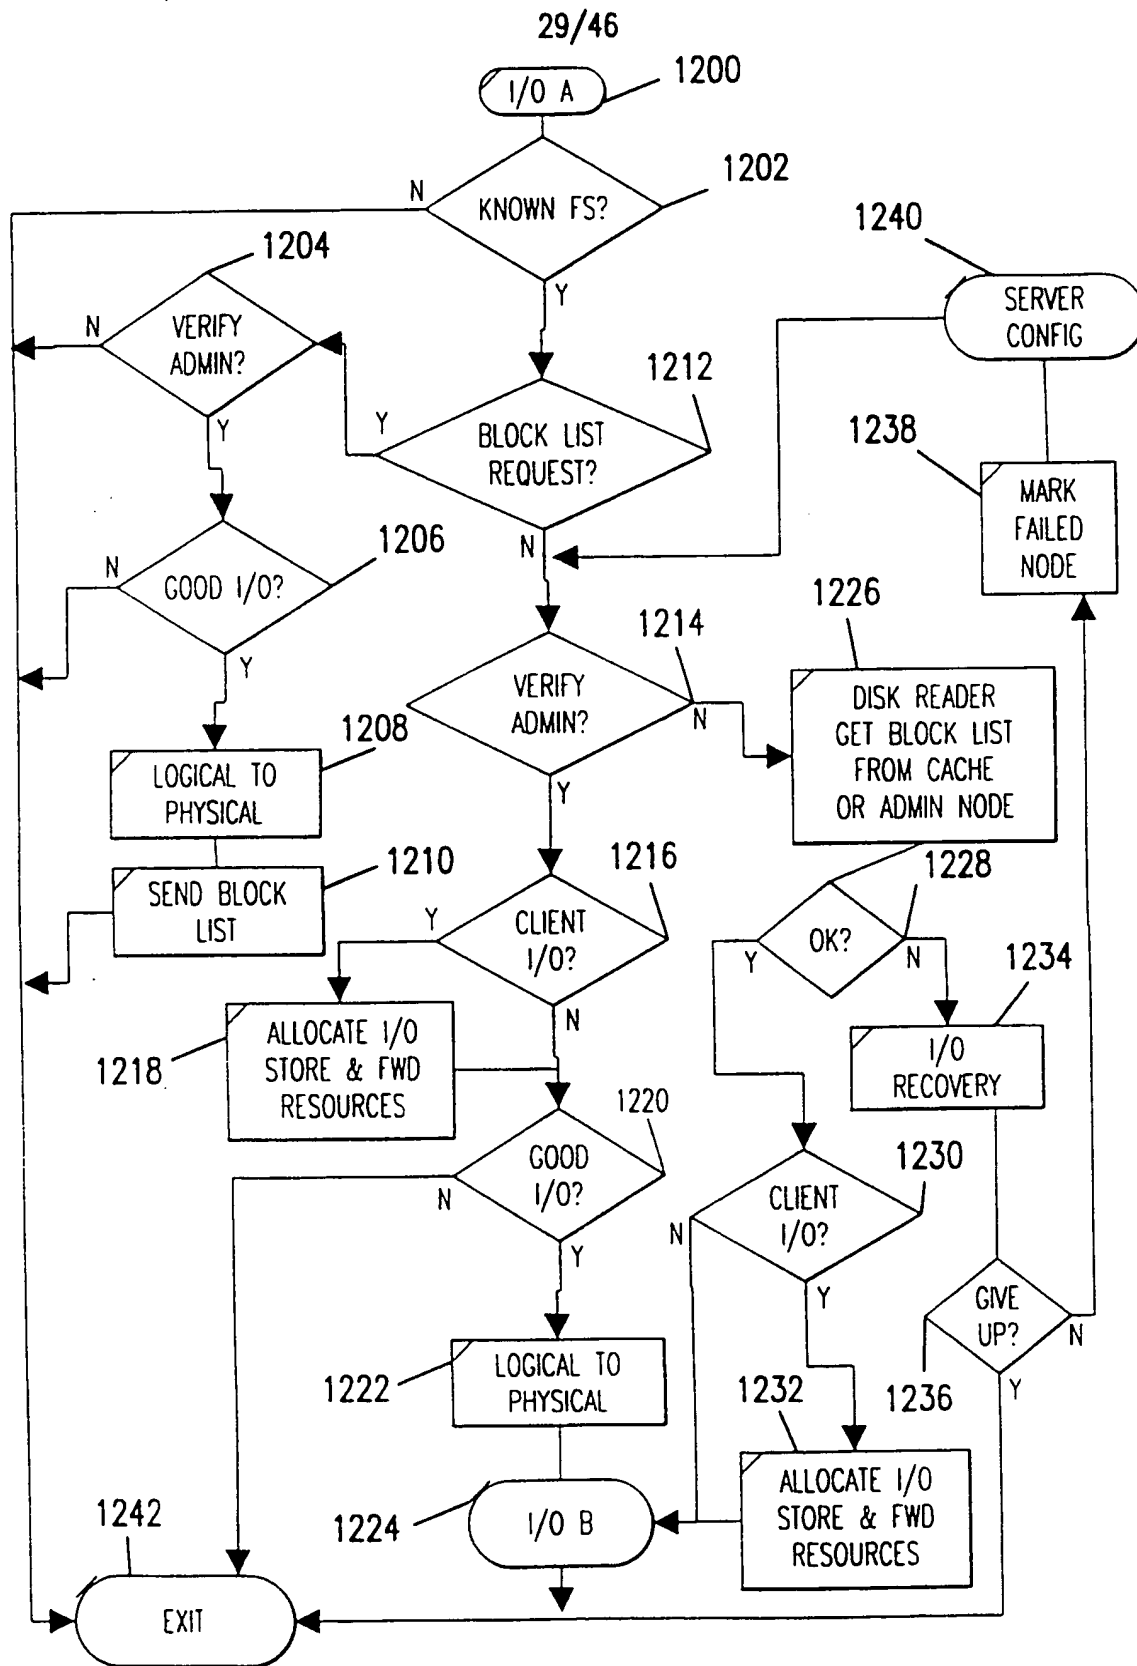 29/46
1200
I/O A
1202
N
KNOWN FS?
1240
1204
Y
SERVER
CONFIG
N
VERIFY
ADMIN?
1212
Y
Y
BLOCK LIST
REQUEST?
1238
MARK
FAILED
NODE
N
1206
N
GOOD I/O?
1226
1214
Y
VERIFY
ADMIN?
N
DISK READER
GET BLOCK LIST
FROM CACHE
OR ADMIN NODE
1208
LOGICAL TO
PHYSICAL
Y
1216
1228
1210
SEND BLOCK
LIST
Y
CLIENT
I/O?
OK?
Y
N
1234
N
ALLOCATE I/O
STORE & FWD
RESOURCES
1218
I/O
RECOVERY
1220
GOOD
I/O?
1230
N
CLIENT
I/O?
N
Y
Y
GIVE
UP?
N
LOGICAL TO
PHYSICAL
1222
1232
1236
Y
ALLOCATE I/O
STORE & FWD
RESOURCES
1242
1224
I/O B
EXIT